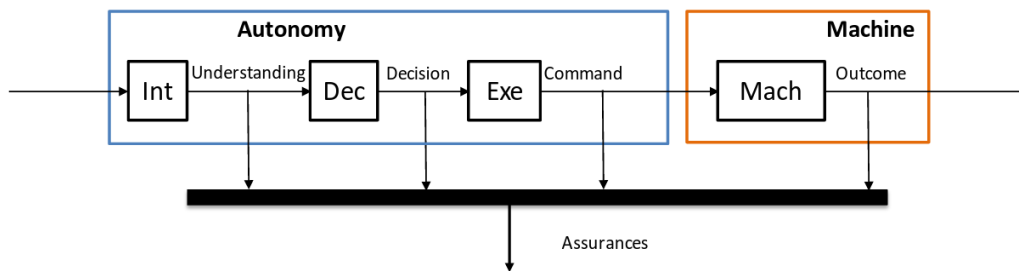 Autonomy
Machine
Int
Understanding
Dec
Decision
Exe
Command
Mach
Outcome
Assurances